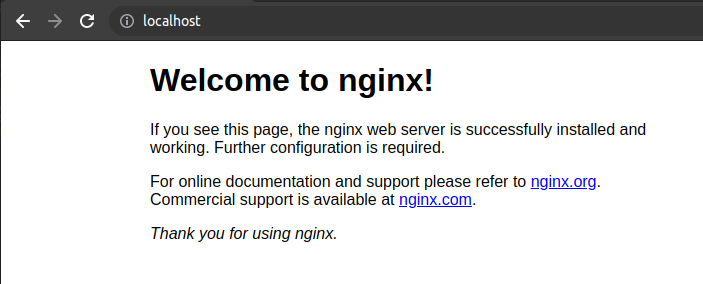 localhost
Welcome to nginx!
If you see this page, the nginx web server is successfully installed and
working. Further configuration is required.
For online documentation and support please refer to nginx.org.
Commercial support is available at nginx.com.
Thank you for using nginx.